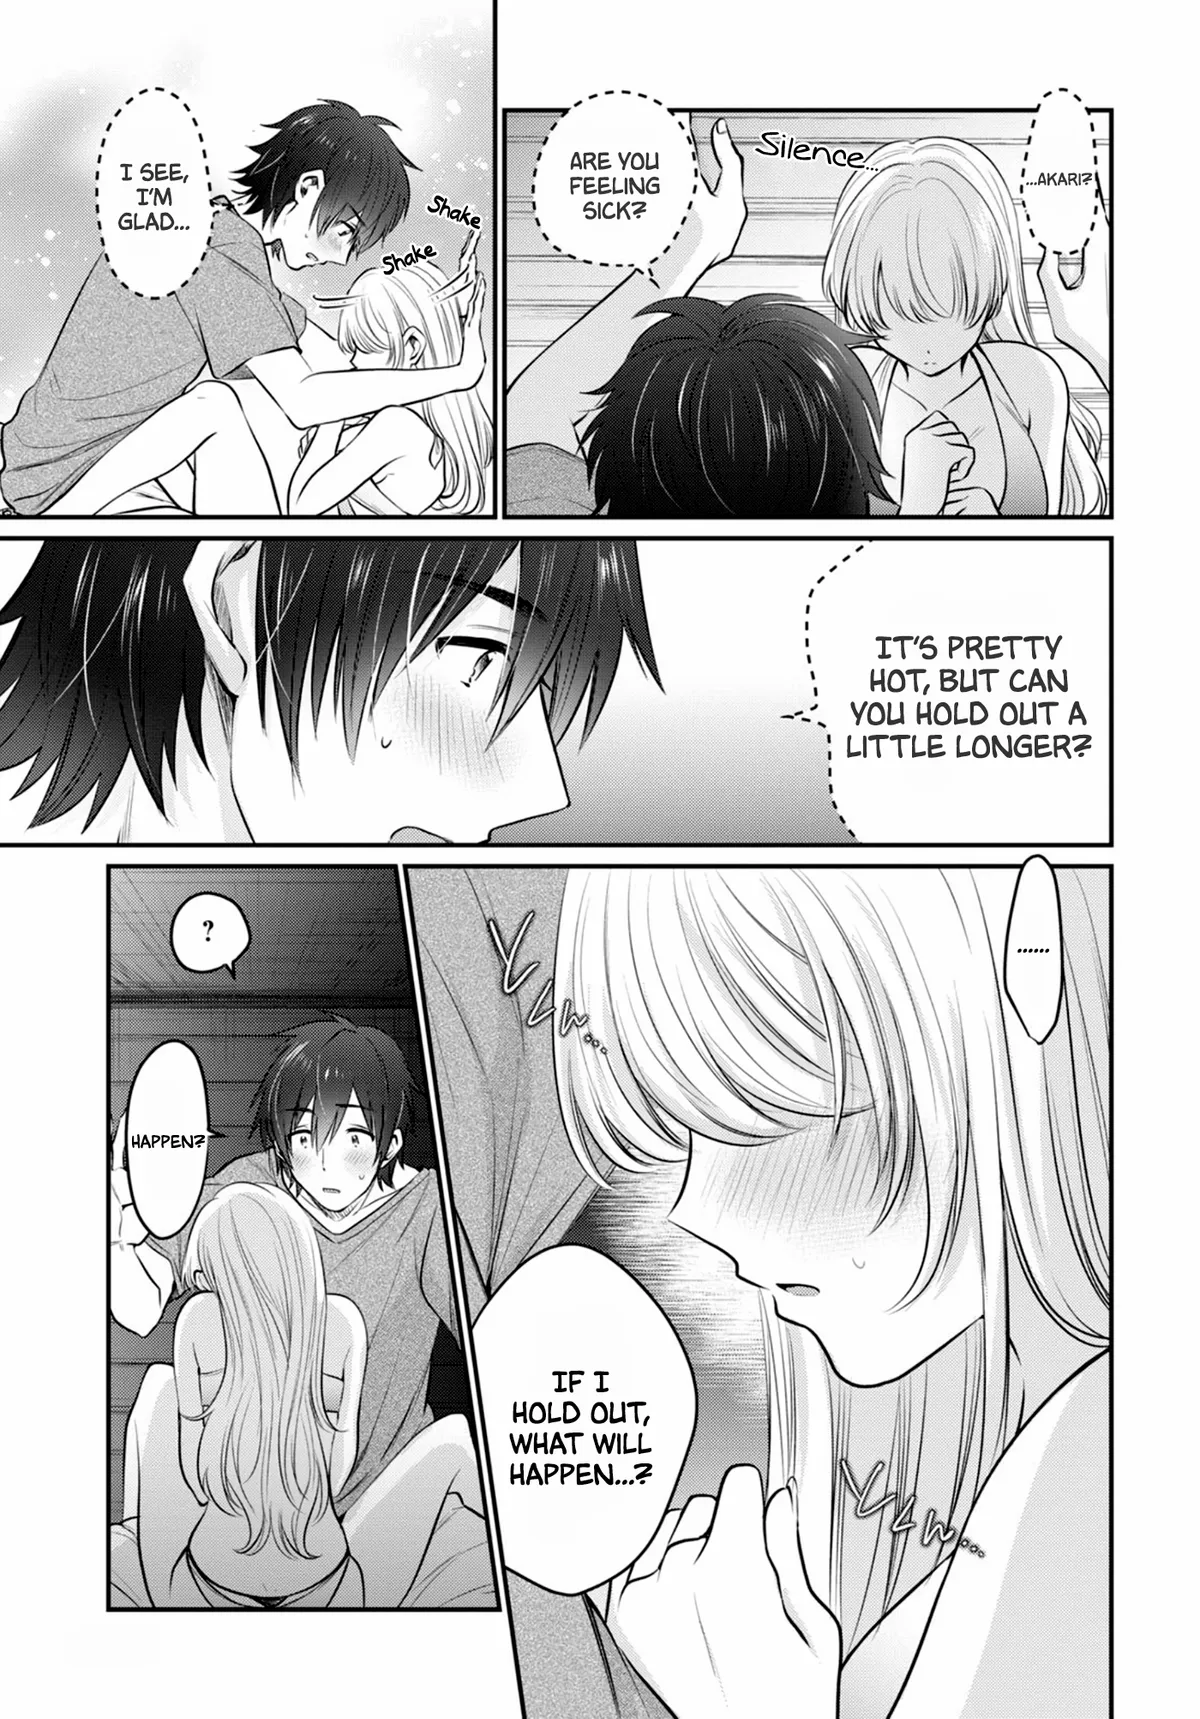 ...AKARI?
Silence...
ARE YOU
FEELING
SICK?
Shake
Shake
I SEE,
I'M
GLAD...
IT'S PRETTY
HOT, BUT CAN
YOU HOLD OUT A
LITTLE LONGER?
.......
IF I
HOLD OUT,
WHAT WILL
HAPPEN...?
?
HAPPEN?